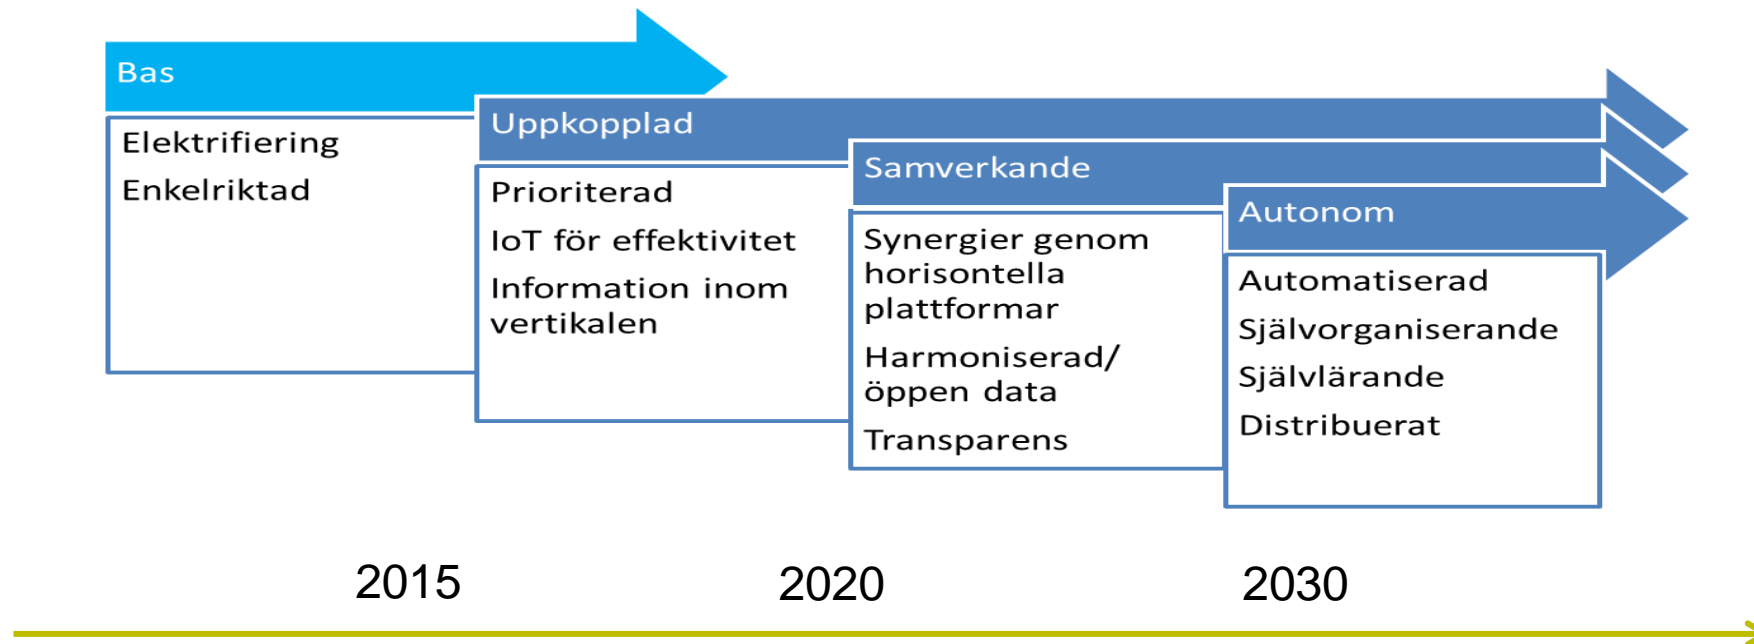 Bas
Elektrifiering
Enkelriktad
Uppkopplad
Prioriterad
IoT för effektivitet
Information inom
vertikalen
Samverkande
Synergier genom
horisontella
plattformar
Harmoniserad/
öppen data
Transparens
Autonom
Automatiserad
Självorganiserande
Självlärande
Distribuerat
2015
2020
2030